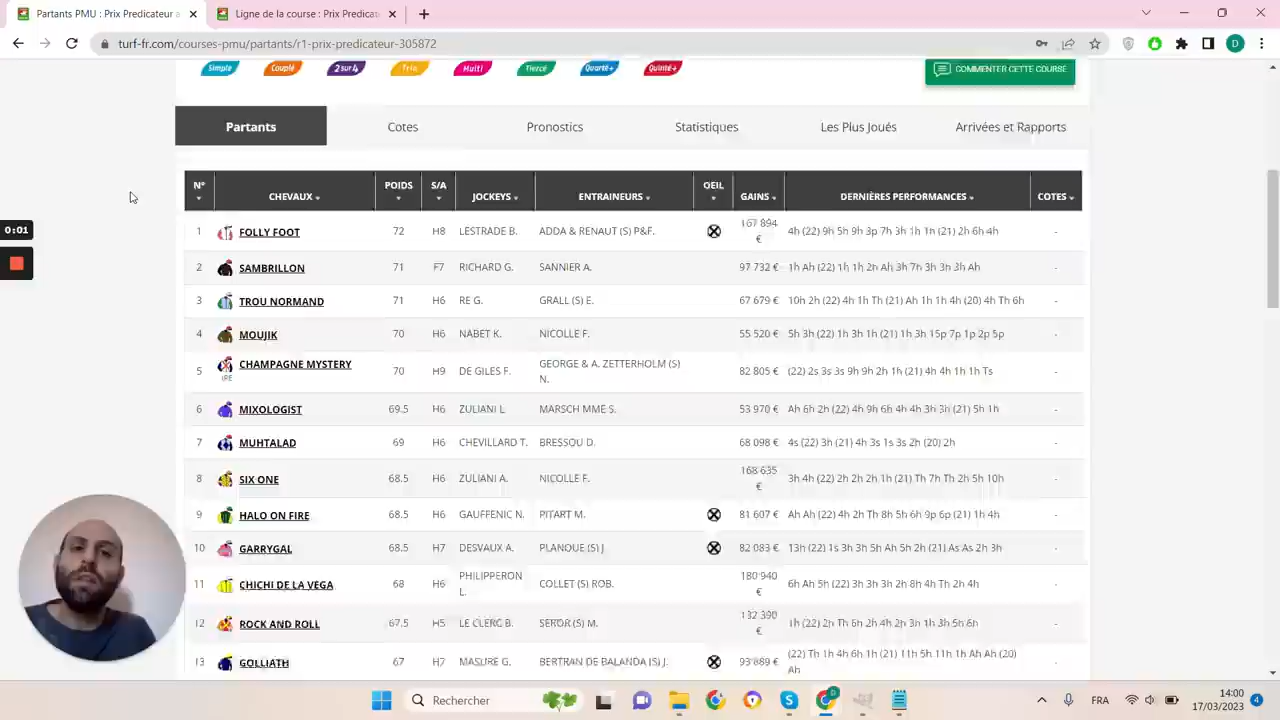 Partants PMU : Prix Predicateur a
Ligne de course : Prix Predicate
turf-fr.com/courses-pmu/partants/r1-prix-predicateur-305872
D
Simple Couplé 2 sur 4 Trio Multi Tiercé Quarté+ Quinté+
COMMENTER CETTE COURSE
Partants Cotes Pronostics Statistiques Les Plus Joués Arrivées et Rapports
N° CHEVAUX POIDS S/A JOCKEYS ENTRAINEURS OEIL GAINS DERNIÈRES PERFORMANCES COTES
1 FOLLY FOOT 72 H8 LESTRADE B. ADDA & RENAUT (S) P&F. 167 894 € 4h (22) 9h 5h 9h 3p 7h 3h 1h 1h (21) 2h 6h 4h -
2 SAMBRILLON 71 F7 RICHARD G. SANNIER A. 97 732 € 1h Ah (22) 1h 1h 2h Ah 3h 7h 3h 3h 3h Ah -
3 TROU NORMAND 71 H6 RE G. GRALL (S) E. 67 679 € 10h 2h (22) 4h 1h Th (21) Ah 1h 1h 4h (20) 4h Th 6h -
4 MOUJIK 70 H6 NABET K. NICOLLE F. 55 520 € 5h 3h (22) 1h 3h 1h (21) 1h 3h 15p 7p 1p 2p 5p -
5 (PE CHAMPAGNE MYSTERY 70 H9 DE GILES F. GEORGE & A. ZETTERHOLM (S) N. 82 805 € (22) 2s 3s 3s 9h 9h 2h 1h (21) 4h 4h 1h 1h Ts -
6 MIXOLOGIST 69.5 H6 ZULIANI L. MARSCH MME S. 53 970 € Ah 6h 2h (22) 4h 9h 6h 4h 4h 3h 3h (21) 5h 1h -
7 MUHTALAD 69 H6 CHEVILLARD T. BRESSOU D. 68 098 € 4s (22) 3h (21) 4h 3s 1s 3s 2h (20) 2h -
8 SIX ONE 68.5 H6 ZULIANI A. NICOLLE F. 168 635 € 3h 4h (22) 2h 2h 2h 1h (21) Th 7h Th 2h 5h 10h -
9 HALO ON FIRE 68.5 H6 GAUFFENIC N. PITART M. 81 607 € Ah Ah (22) 4h 2h Th 8h 5h 6h 9p 6p (21) 1h 4h -
10 GARRYGAL 68.5 H7 DESVAUX A. PLANQUE (S) J 82 083 € 13h (22) 1s 3h 3h 5h Ah 5h 2h (21) As As 2h 3h -
11 CHICHI DE LA VEGA 68 H6 PHILIPPERON L. COLLET (S) ROB. 180 940 € 6h Ah 5h (22) 3h 3h 3h 2h 8h 4h Th 2h 4h -
12 ROCK AND ROLL 67.5 H5 LE CLERC B. SEROR (S) M. 132 390 € 1h (22) 2h Th 6h 2h 4h 2h 3h 1h 3h 5h 6h -
13 GOLLIATH 67 H7 MASURE G. BERTRAN DE BALANDA (S) J. 93 889 € (22) Th 1h 4h 6h 1h (21) 11h 5h 11h 1h Ah Ah (20) Ah -
0:01
Rechercher
D
FRA
14:00
17/03/2023
4